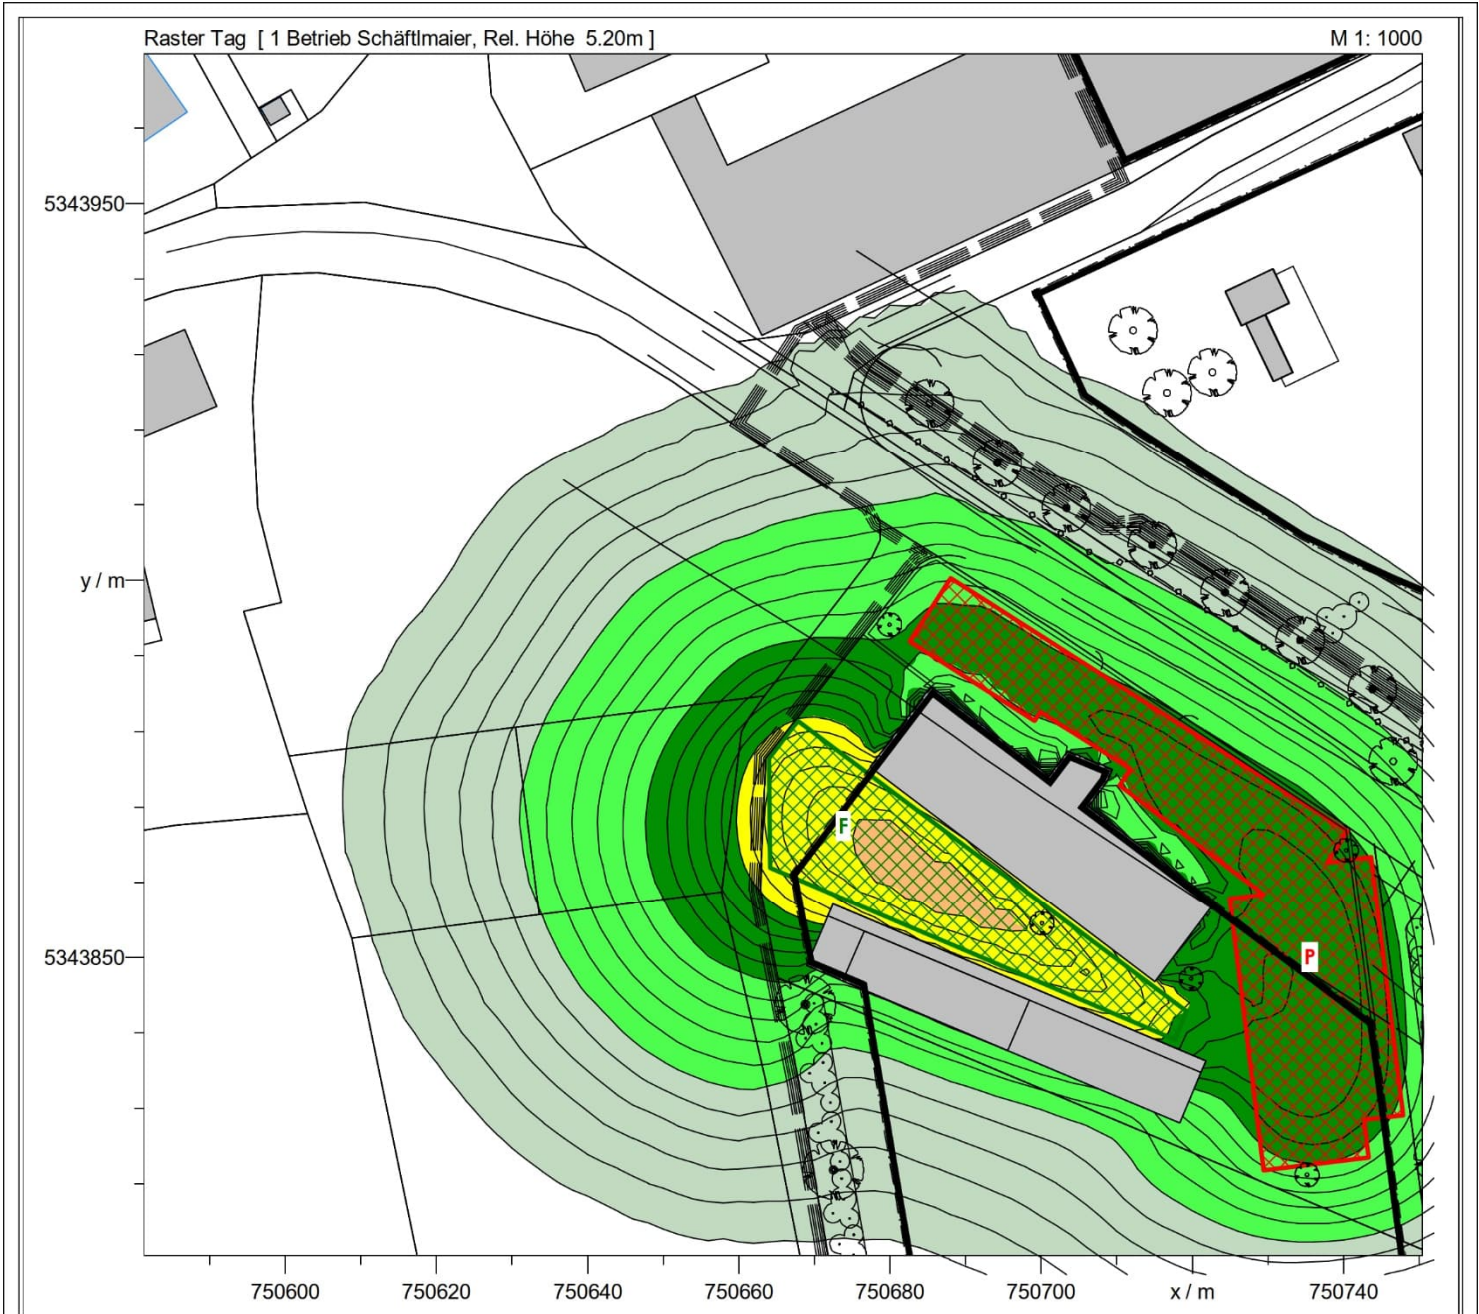 Raster Tag [ 1 Betrieb Schäftlmaier, Rel. Höhe 5.20m ]
M 1: 1000
5343950
y / m
F
5343850
P
750600 750620 750640 750660 750680 750700 x / m 750740